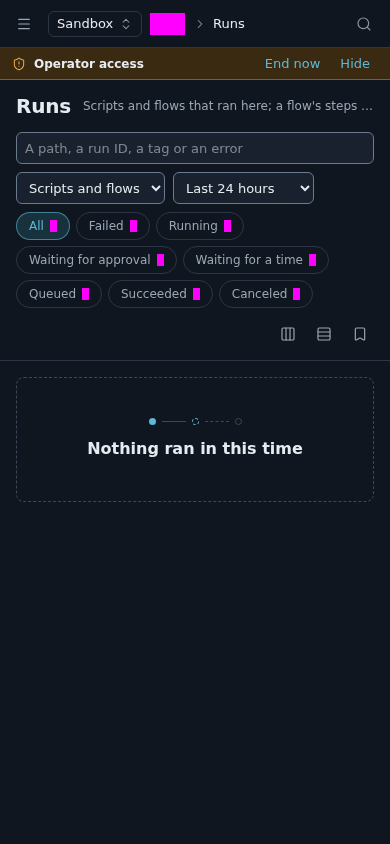 Sandbox Runs
Operator access End now Hide
Runs Scripts and flows that ran here; a flow's steps ...
A path, a run ID, a tag or an error
Scripts and flows Last 24 hours
All Failed Running
Waiting for approval Waiting for a time
Queued Succeeded Canceled
Nothing ran in this time